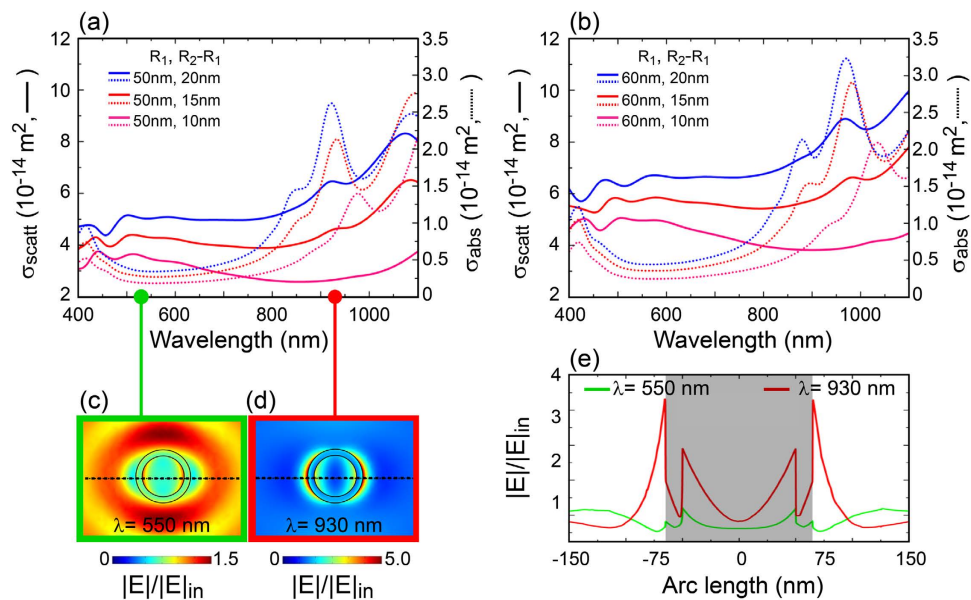 (a)
12
10
8
6
4
2
σscatt (10⁻¹⁴ m², —)
3.5
3.0
2.5
2.0
1.5
1.0
0.5
0
σabs (10⁻¹⁴ m², ......)
R₁, R₂-R₁
50nm, 20nm
50nm, 15nm
50nm, 10nm
400 600 800 1000
Wavelength (nm)
(b)
12
10
8
6
4
2
σscatt (10⁻¹⁴ m², —)
3.5
3.0
2.5
2.0
1.5
1.0
0.5
0
σabs (10⁻¹⁴ m², ......)
R₁, R₂-R₁
60nm, 20nm
60nm, 15nm
60nm, 10nm
400 600 800 1000
Wavelength (nm)
(c)
λ= 550 nm
0 1.5
|E|/|E|in
(d)
λ= 930 nm
0 5.0
|E|/|E|in
(e)
λ= 550 nm λ= 930 nm
4
3
2
1
|E|/|E|in
-150 -75 0 75 150
Arc length (nm)